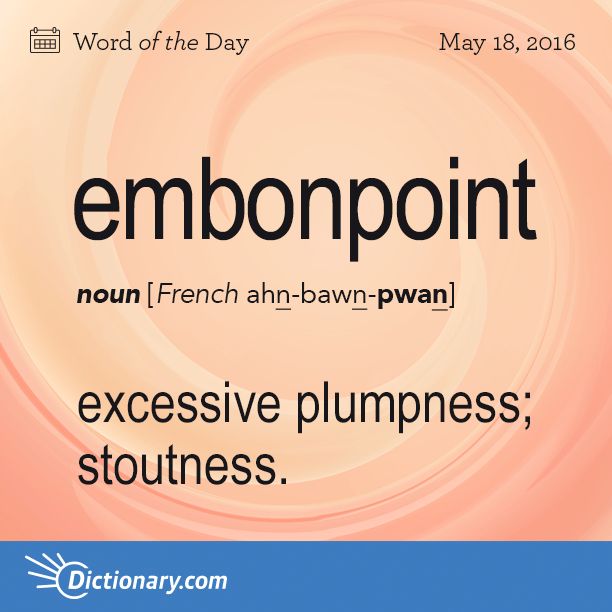 Word of the Day May 18, 2016
embonpoint
noun [French ahn-bawn-pwan]
excessive plumpness;
stoutness.
Dictionary.com